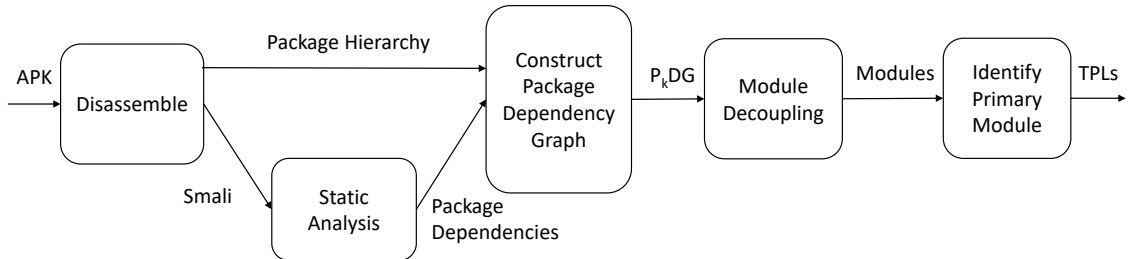 APK
Disassemble
Package Hierarchy
Smali
Static
Analysis
Package
Dependencies
Construct
Package
Dependency
Graph
PₖDG
Module
Decoupling
Modules
Identify
Primary
Module
TPLs